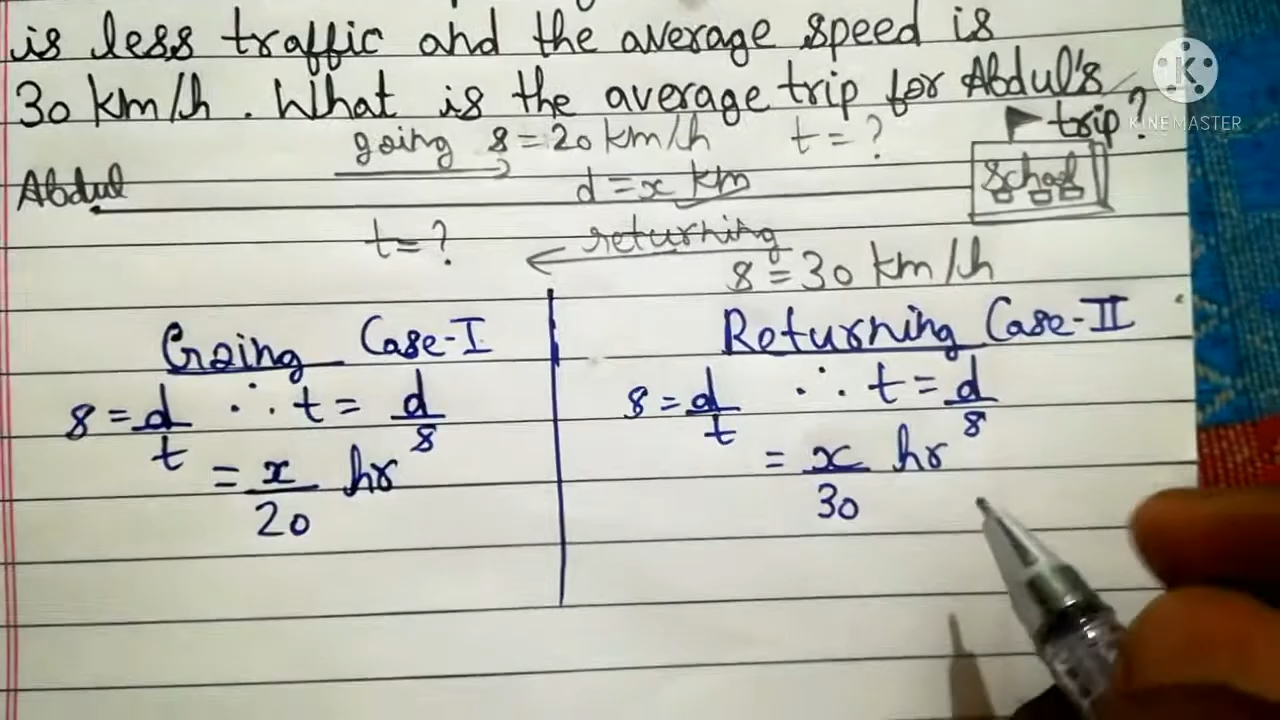 is less traffic and the average speed is
30 km/h. What is the average trip for Abdul's
trip?
KINEMASTER
going s = 20 km/h t = ?
Abdul
d = x km
School
t = ?
returning
s = 30 km/h
Going Case-I
s = d/t ∴ t = d/s
= x/20 hr
Returning Case-II
s = d/t ∴ t = d/s
= x/30 hr